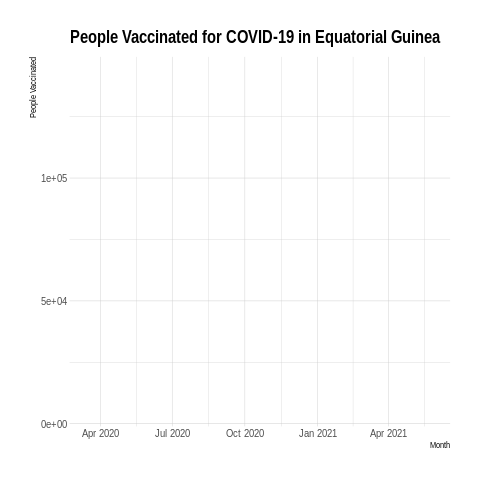 People Vaccinated for COVID-19 in Equatorial Guinea
People Vaccinated
1e+05
5e+04
0e+00
Apr 2020 Jul 2020 Oct 2020 Jan 2021 Apr 2021
Month